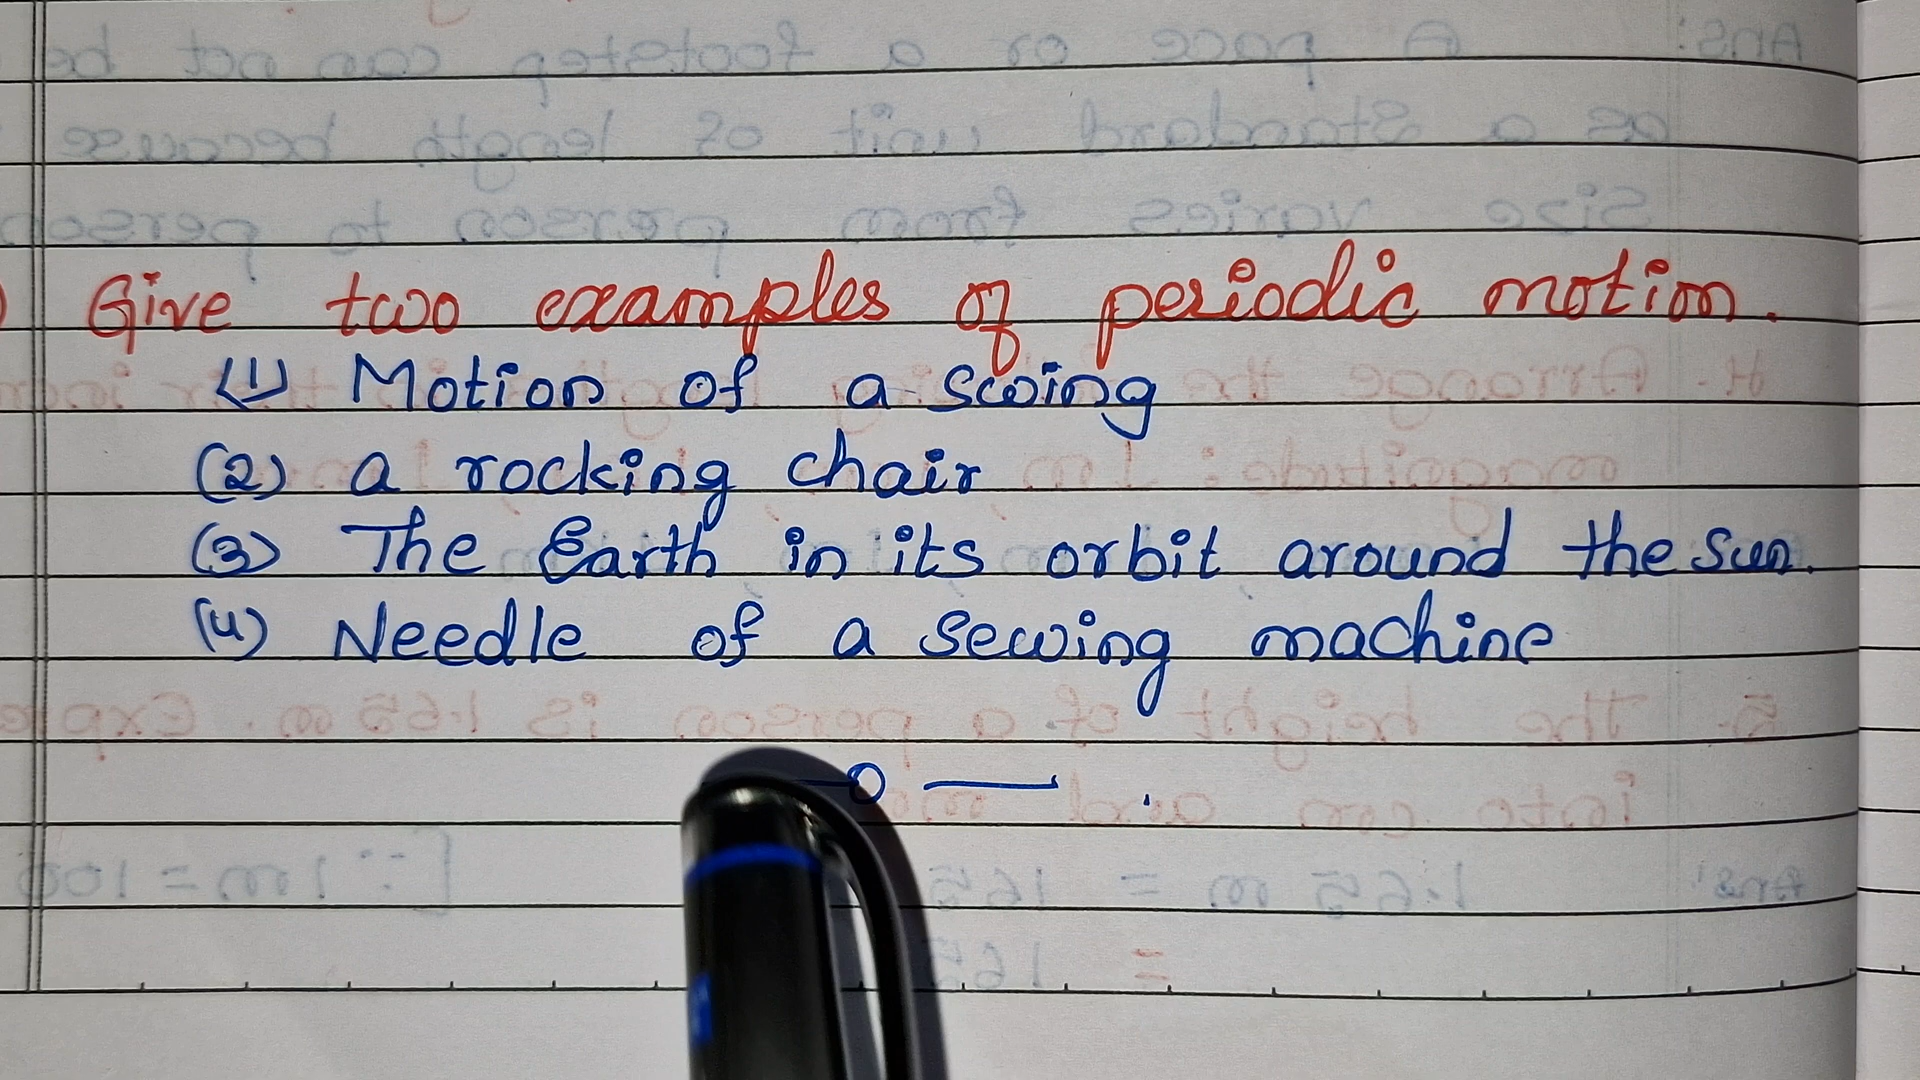 Give two examples of periodic motion.
(1) Motion of a swing
(2) a rocking chair
(3) The Earth in its orbit around the sun.
(4) Needle of a sewing machine